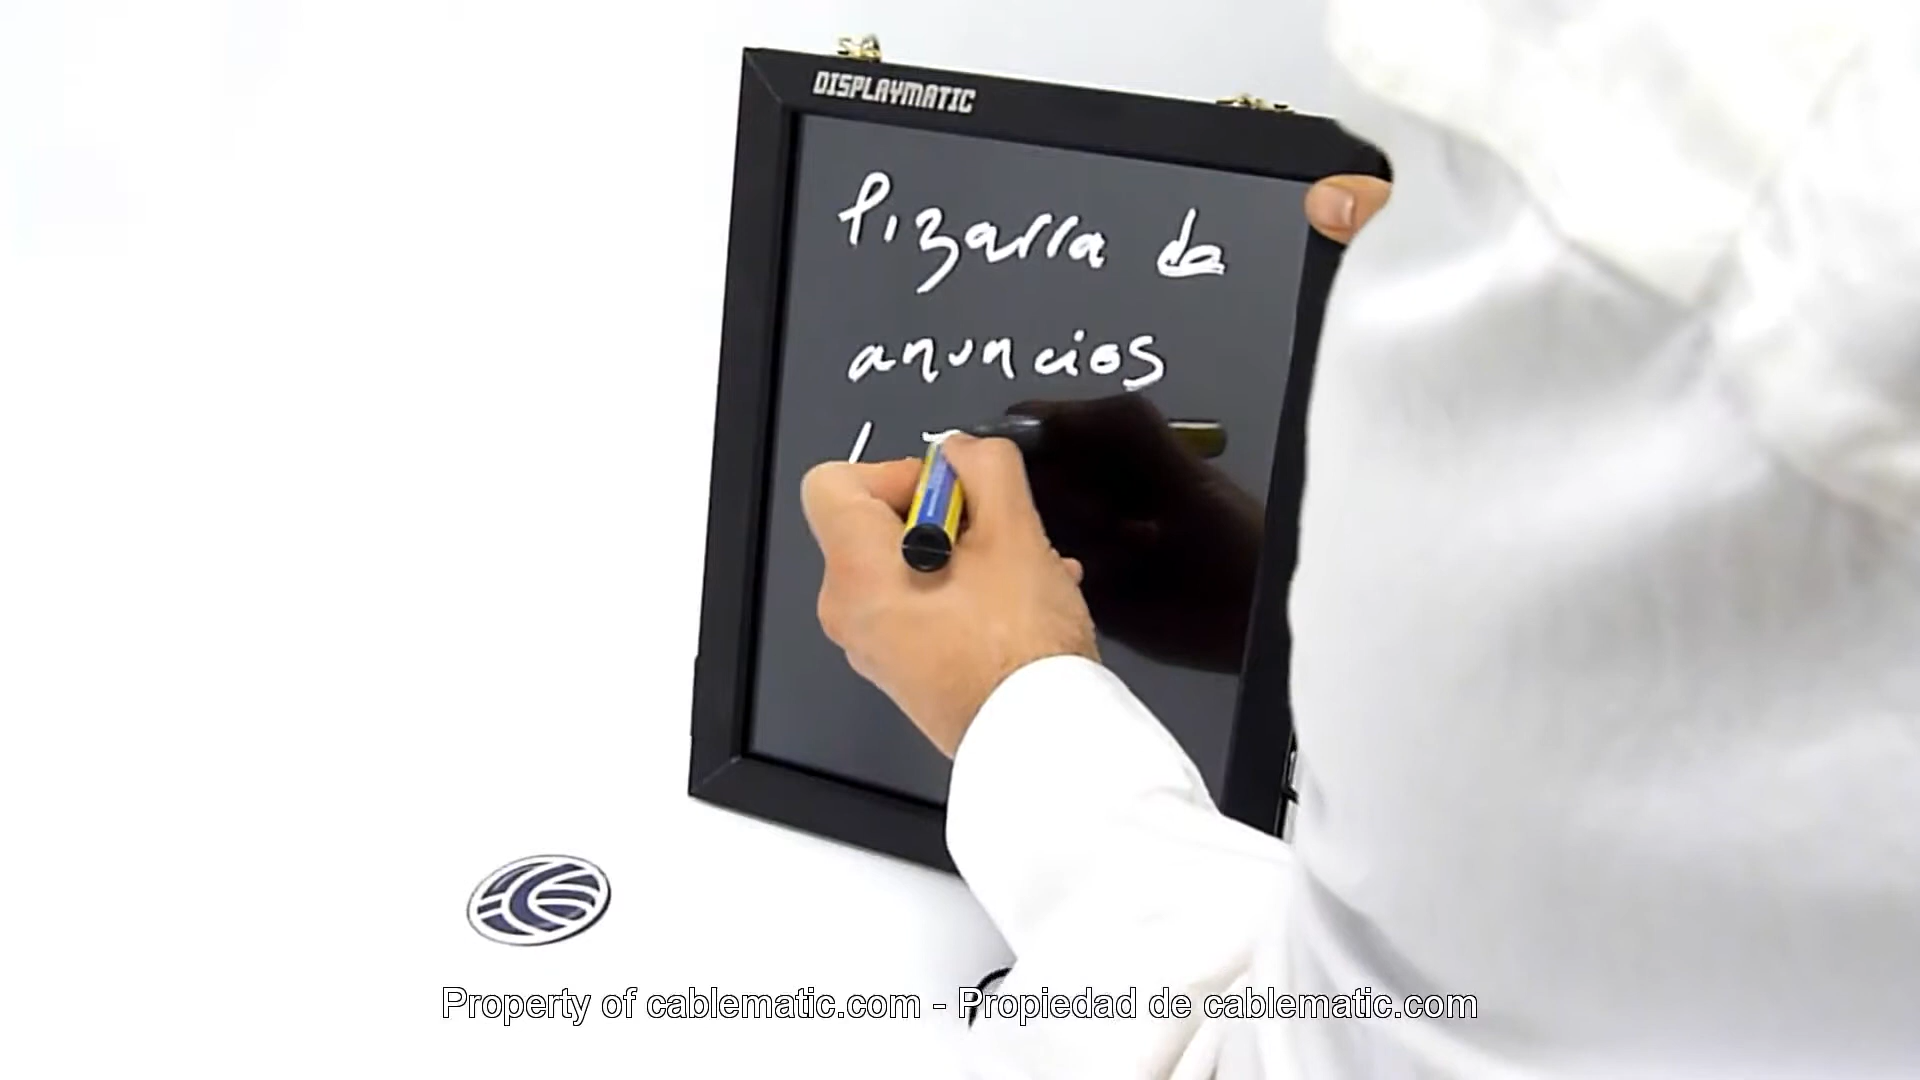 DISPLAYMATIC
Pizarra de
anuncios
Property of cablematic.com - Propiedad de cablematic.com